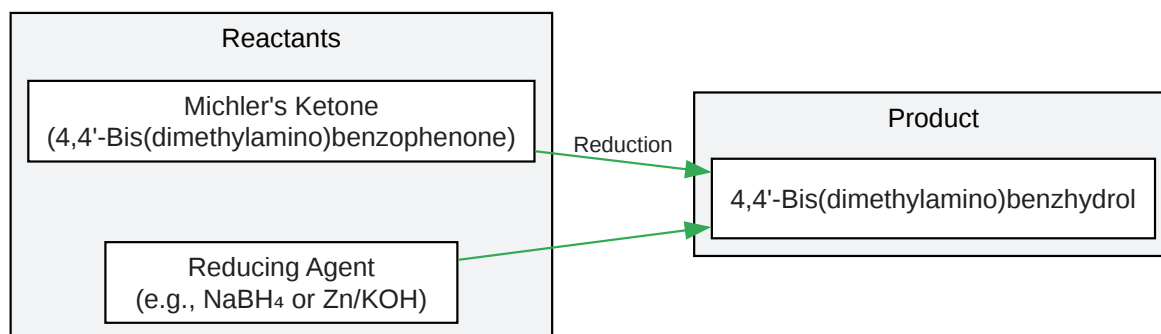 Reactants
Michler's Ketone
(4,4'-Bis(dimethylamino)benzophenone)
Reduction
Reducing Agent
(e.g., NaBH₄ or Zn/KOH)
Product
4,4'-Bis(dimethylamino)benzhydrol